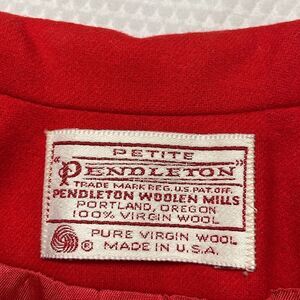 PETITE
"PENDLETON"
TRADE MARK REG. U.S. PAT. OFF.
PENDLETON WOOLEN MILLS
PORTLAND, OREGON
100% VIRGIN WOOL
PURE VIRGIN WOOL
® MADE IN U.S.A.